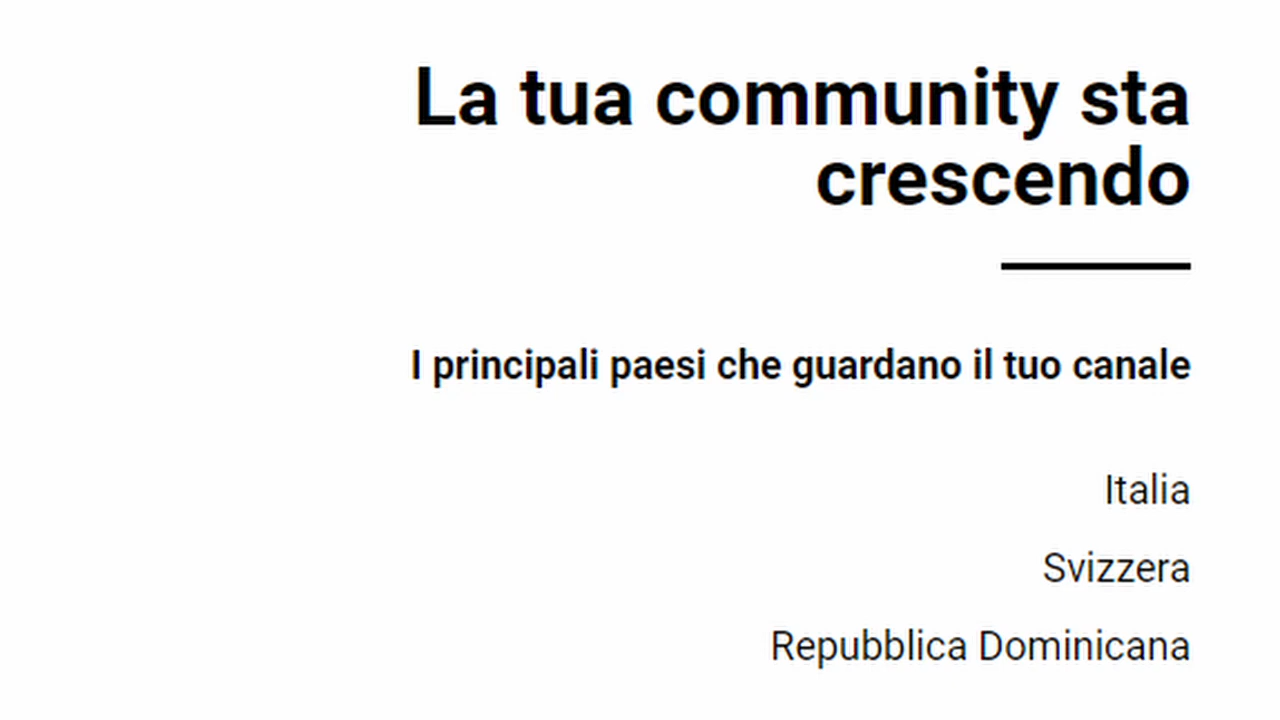 La tua community sta
crescendo
I principali paesi che guardano il tuo canale
Italia
Svizzera
Repubblica Dominicana